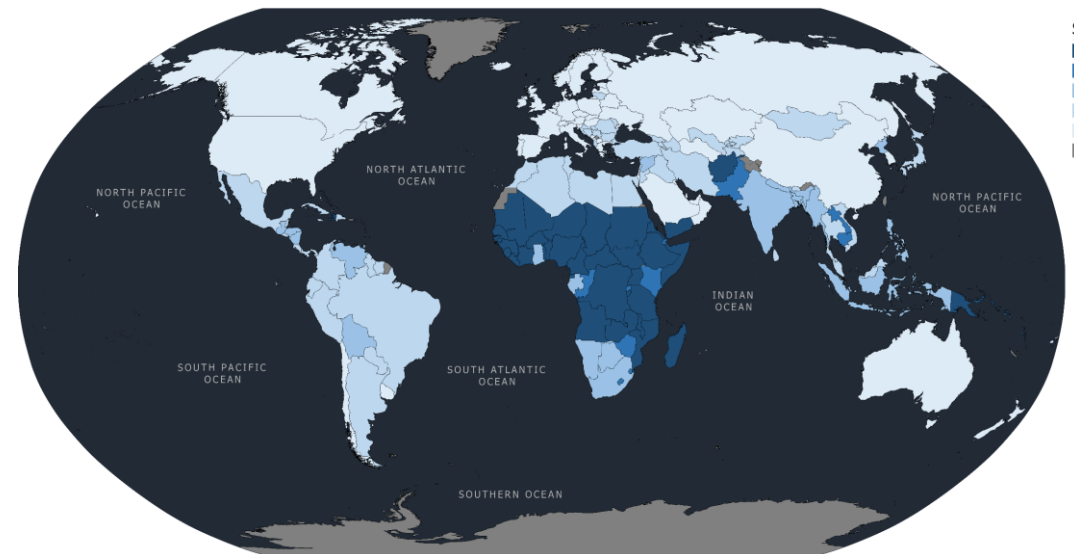 NORTH ATLANTIC
OCEAN
NORTH PACIFIC
OCEAN
NORTH PACIFIC
OCEAN
INDIAN
OCEAN
SOUTH PACIFIC
OCEAN
SOUTH ATLANTIC
OCEAN
SOUTHERN OCEAN